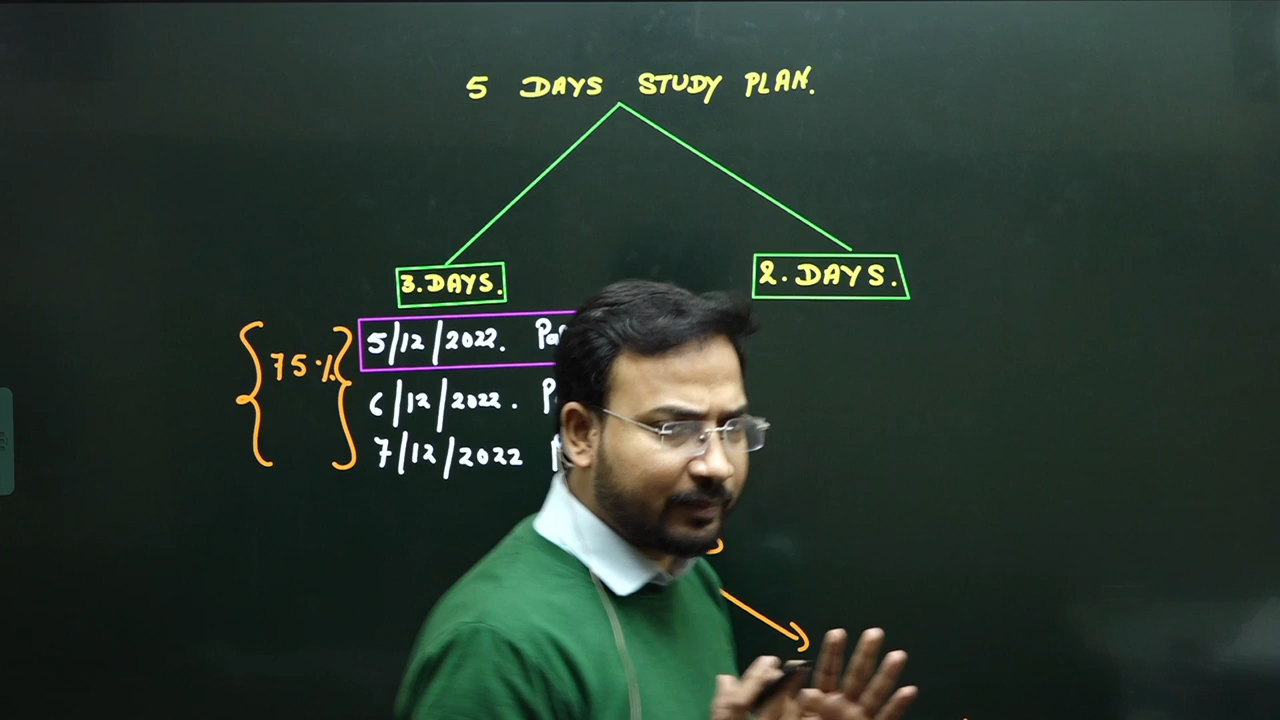 5 DAYS STUDY PLAN.
3.DAYS.
2.DAYS.
75%
5/12/2022.
6/12/2022.
7/12/2022